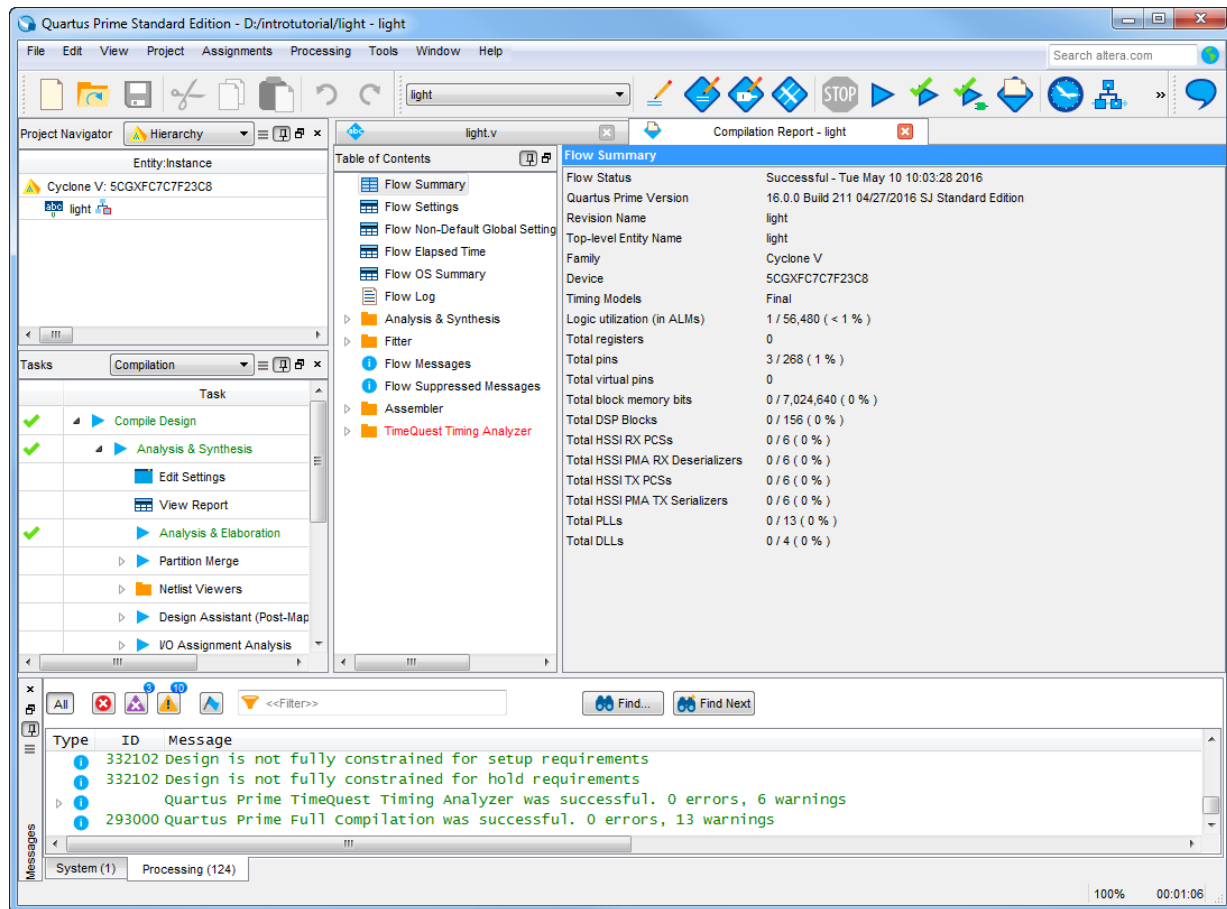 Quartus Prime Standard Edition - D:/introtutorial/light - light
File Edit View Project Assignments Processing Tools Window Help
Search altera.com
light
STOP
»
Project Navigator
Hierarchy
Entity:Instance
Cyclone V: 5CGXFC7C7F23C8
abc light
Tasks
Compilation
Task
Compile Design
Analysis & Synthesis
Edit Settings
View Report
Analysis & Elaboration
Partition Merge
Netlist Viewers
Design Assistant (Post-Map
I/O Assignment Analysis
abc light.v
Compilation Report - light
Table of Contents
Flow Summary
Flow Settings
Flow Non-Default Global Setting
Flow Elapsed Time
Flow OS Summary
Flow Log
Analysis & Synthesis
Fitter
Flow Messages
Flow Suppressed Messages
Assembler
TimeQuest Timing Analyzer
Flow Summary
Flow Status Successful - Tue May 10 10:03:28 2016
Quartus Prime Version 16.0.0 Build 211 04/27/2016 SJ Standard Edition
Revision Name light
Top-level Entity Name light
Family Cyclone V
Device 5CGXFC7C7F23C8
Timing Models Final
Logic utilization (in ALMs) 1 / 56,480 ( < 1 % )
Total registers 0
Total pins 3 / 268 ( 1 % )
Total virtual pins 0
Total block memory bits 0 / 7,024,640 ( 0 % )
Total DSP Blocks 0 / 156 ( 0 % )
Total HSSI RX PCSs 0 / 6 ( 0 % )
Total HSSI PMA RX Deserializers 0 / 6 ( 0 % )
Total HSSI TX PCSs 0 / 6 ( 0 % )
Total HSSI PMA TX Serializers 0 / 6 ( 0 % )
Total PLLs 0 / 13 ( 0 % )
Total DLLs 0 / 4 ( 0 % )
All
3
10
<<Filter>>
Find...
Find Next
Type ID Message
332102 Design is not fully constrained for setup requirements
332102 Design is not fully constrained for hold requirements
Quartus Prime TimeQuest Timing Analyzer was successful. 0 errors, 6 warnings
293000 Quartus Prime Full Compilation was successful. 0 errors, 13 warnings
Messages
System (1)
Processing (124)
100% 00:01:06